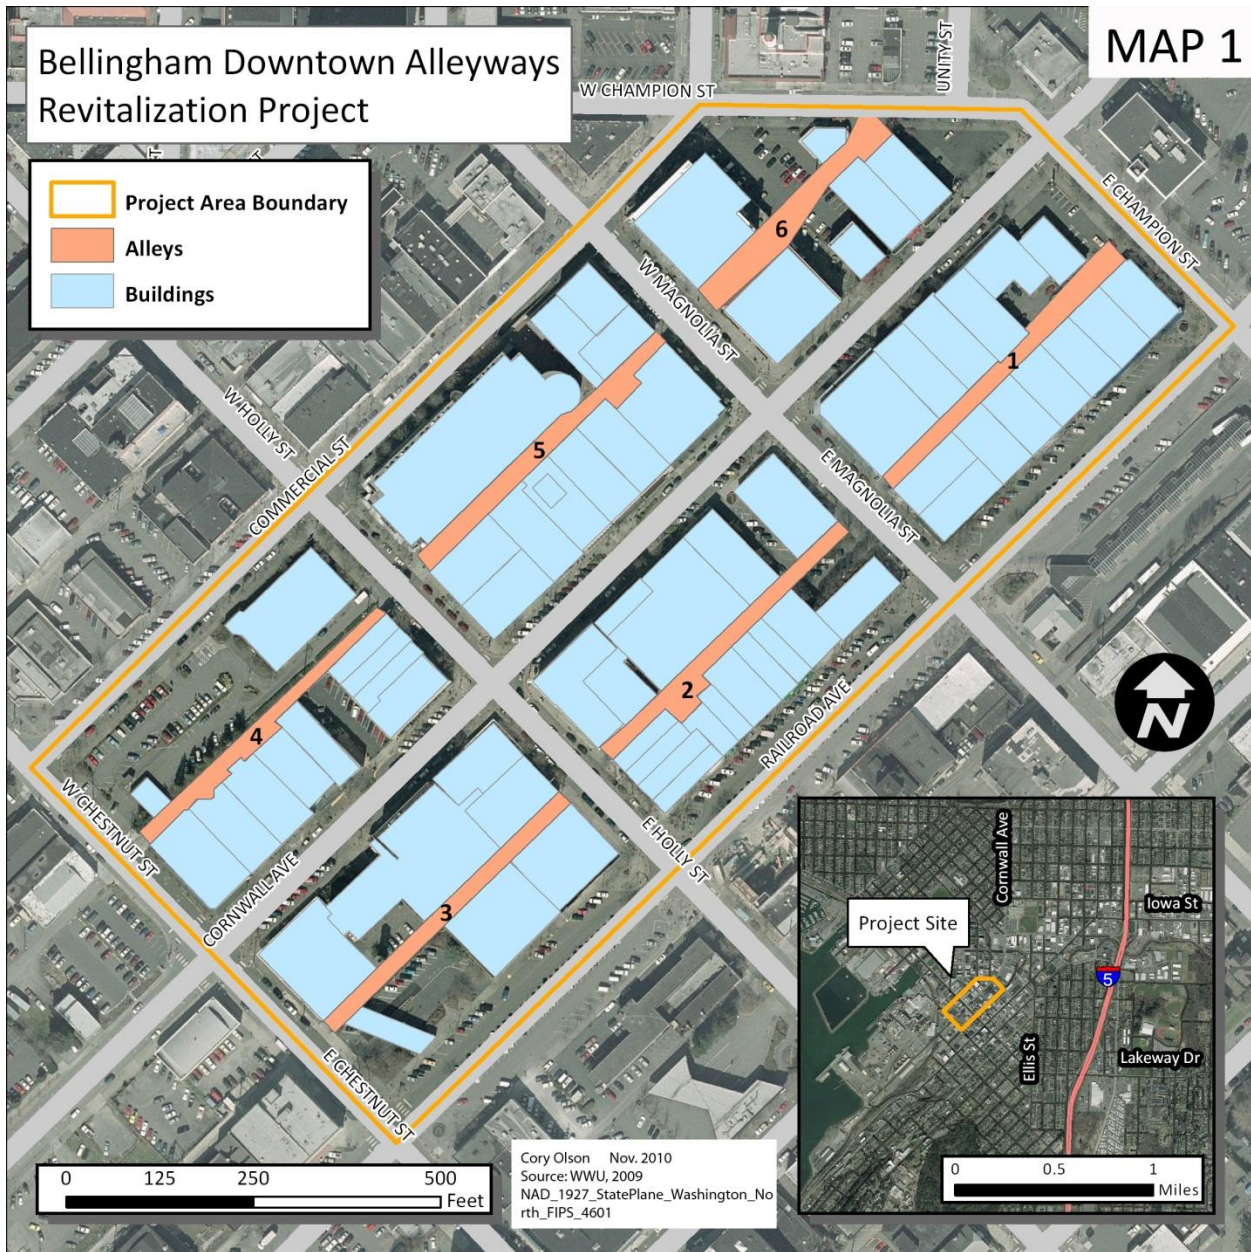 Bellingham Downtown Alleyways
Revitalization Project
MAP 1
Project Area Boundary
Alleys
Buildings
W CHAMPION ST
UNITY ST
E CHAMPION ST
ST
ST
W MAGNOLIA ST
E MAGNOLIA ST
W HOLLY ST
COMMERCIAL ST
RAILROAD AVE
E HOLLY ST
W CHESTNUT ST
CORNWALL AVE
E CHESTNUT ST
6
1
5
2
4
3
N
Project Site
Cornwall Ave
Iowa St
5
Ellis St
Lakeway Dr
0 0.5 1
Miles
0 125 250 500
Feet
Cory Olson Nov. 2010
Source: WWU, 2009
NAD_1927_StatePlane_Washington_No
rth_FIPS_4601